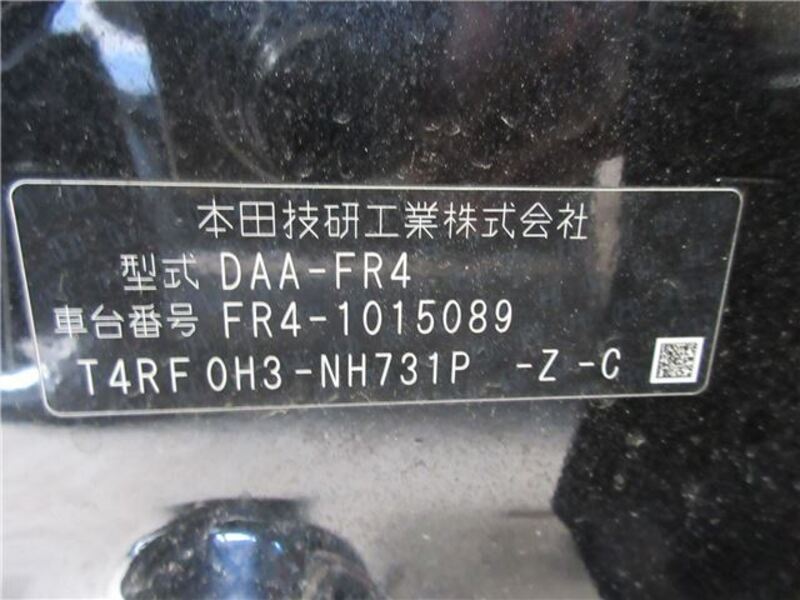 本田技研工業株式会社
型式 DAA-FR4
車台番号 FR4-1015089
T4RF0H3-NH731P -Z-C